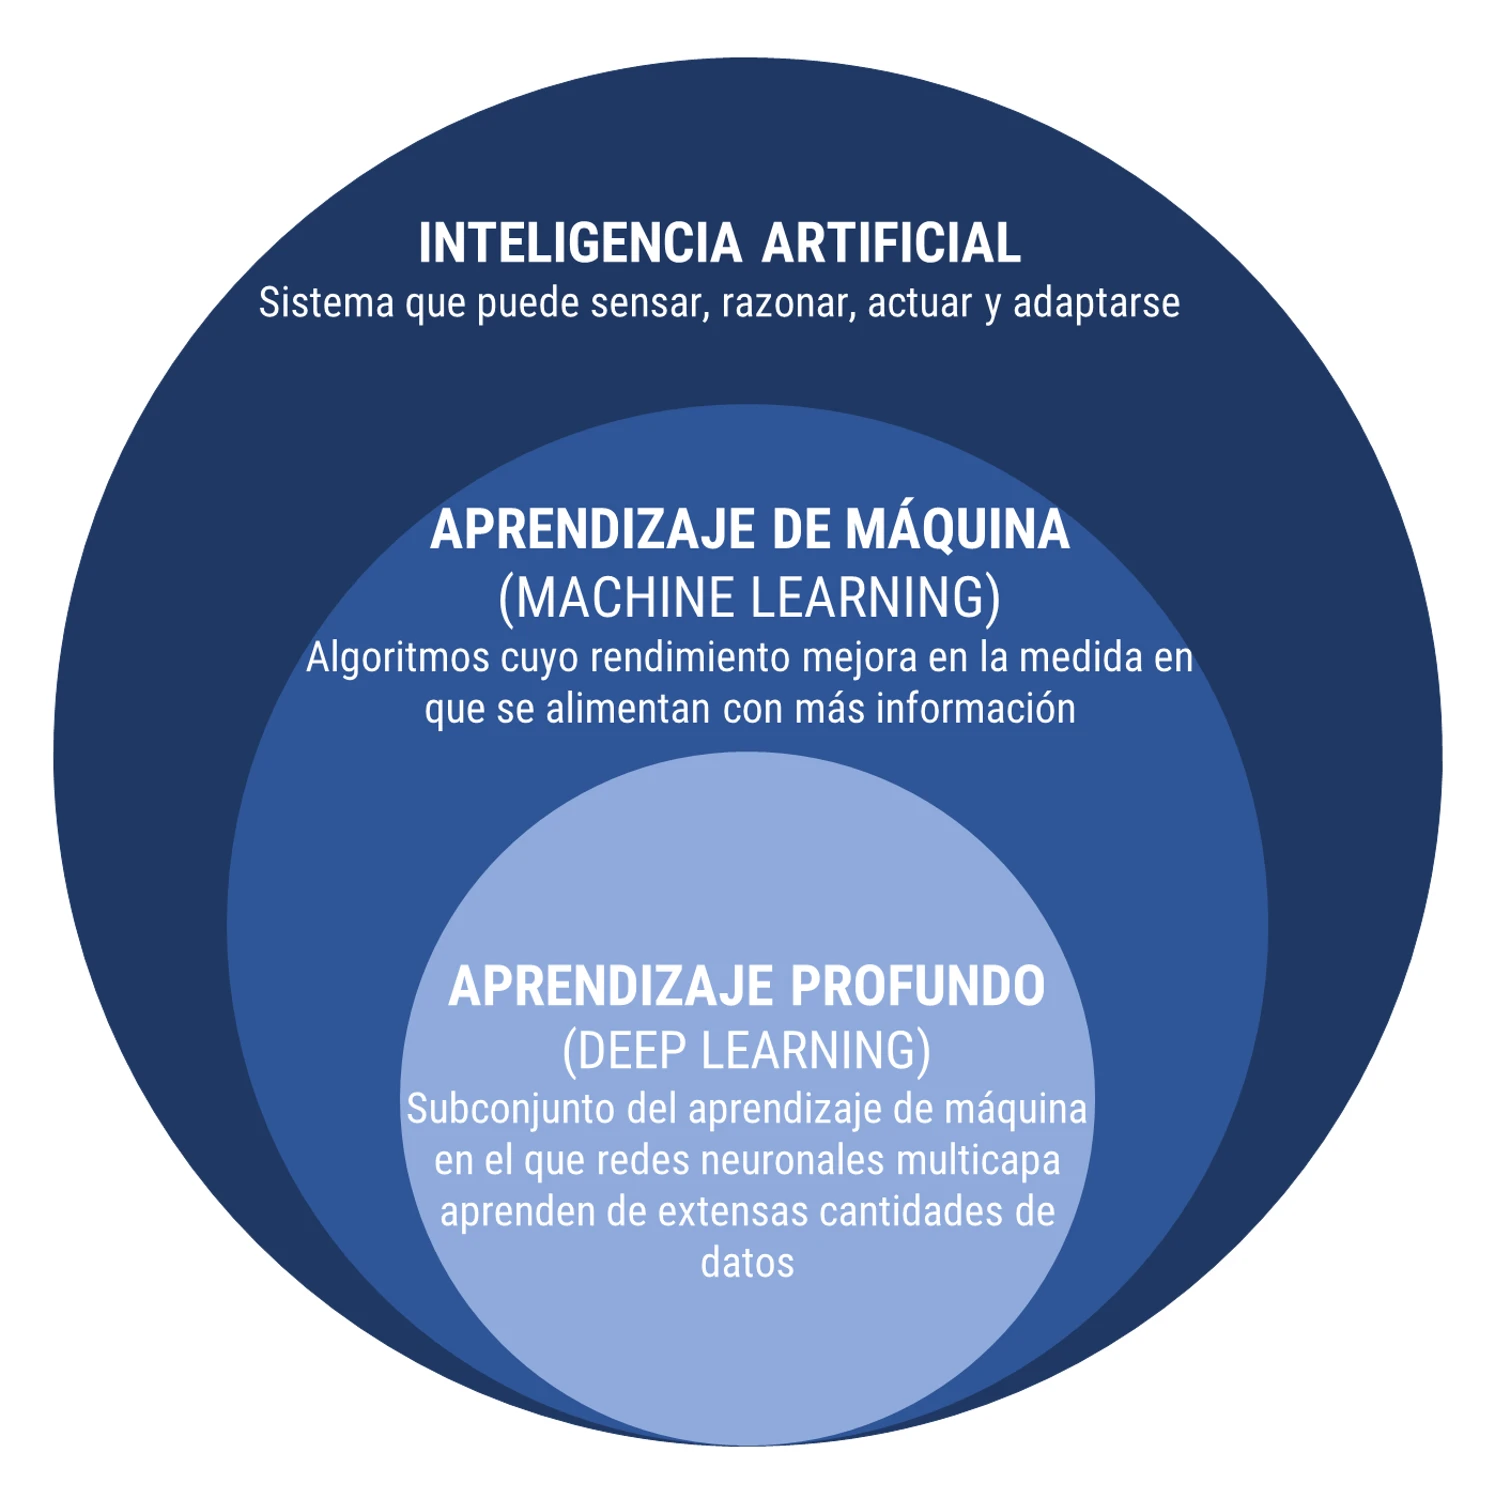 INTELIGENCIA ARTIFICIAL
Sistema que puede sensar, razonar, actuar y adaptarse
APRENDIZAJE DE MÁQUINA
(MACHINE LEARNING)
Algoritmos cuyo rendimiento mejora en la medida en
que se alimentan con más información
APRENDIZAJE PROFUNDO
(DEEP LEARNING)
Subconjunto del aprendizaje de máquina
en el que redes neuronales multicapa
aprenden de extensas cantidades de
datos